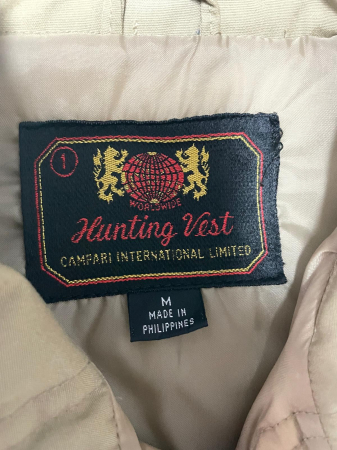 1
WORLDWIDE
Hunting Vest
CAMPARI INTERNATIONAL LIMITED
M
MADE IN
PHILIPPINES